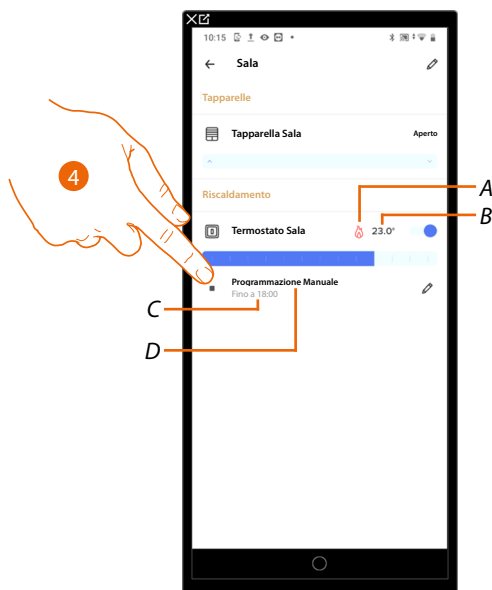 10:15
Sala
Tapparelle
Tapparella Sala
Aperto
Riscaldamento
Termostato Sala
23.0°
Programmazione Manuale
Fino a 18:00
4
A
B
C
D